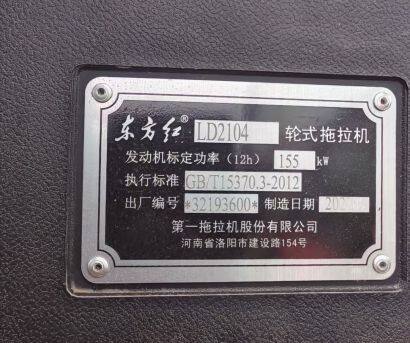 东方红® LD2104 轮式拖拉机
发动机标定功率（12h） 155 kW
执行标准 GB/T15370.3-2012
出厂编号 *32193600* 制造日期
第一拖拉机股份有限公司
河南省洛阳市建设路154号